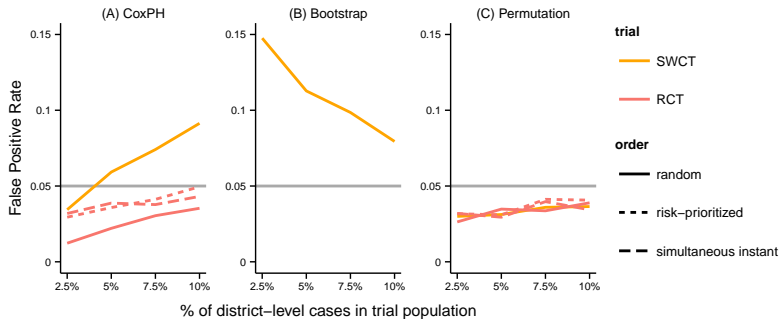 (A) CoxPH
(B) Bootstrap
(C) Permutation
False Positive Rate
0.15
0.1
0.05
0
2.5% 5% 7.5% 10%
0.15
0.1
0.05
0
2.5% 5% 7.5% 10%
0.15
0.1
0.05
0
2.5% 5% 7.5% 10%
% of district−level cases in trial population
trial
SWCT
RCT
order
random
risk−prioritized
simultaneous instant